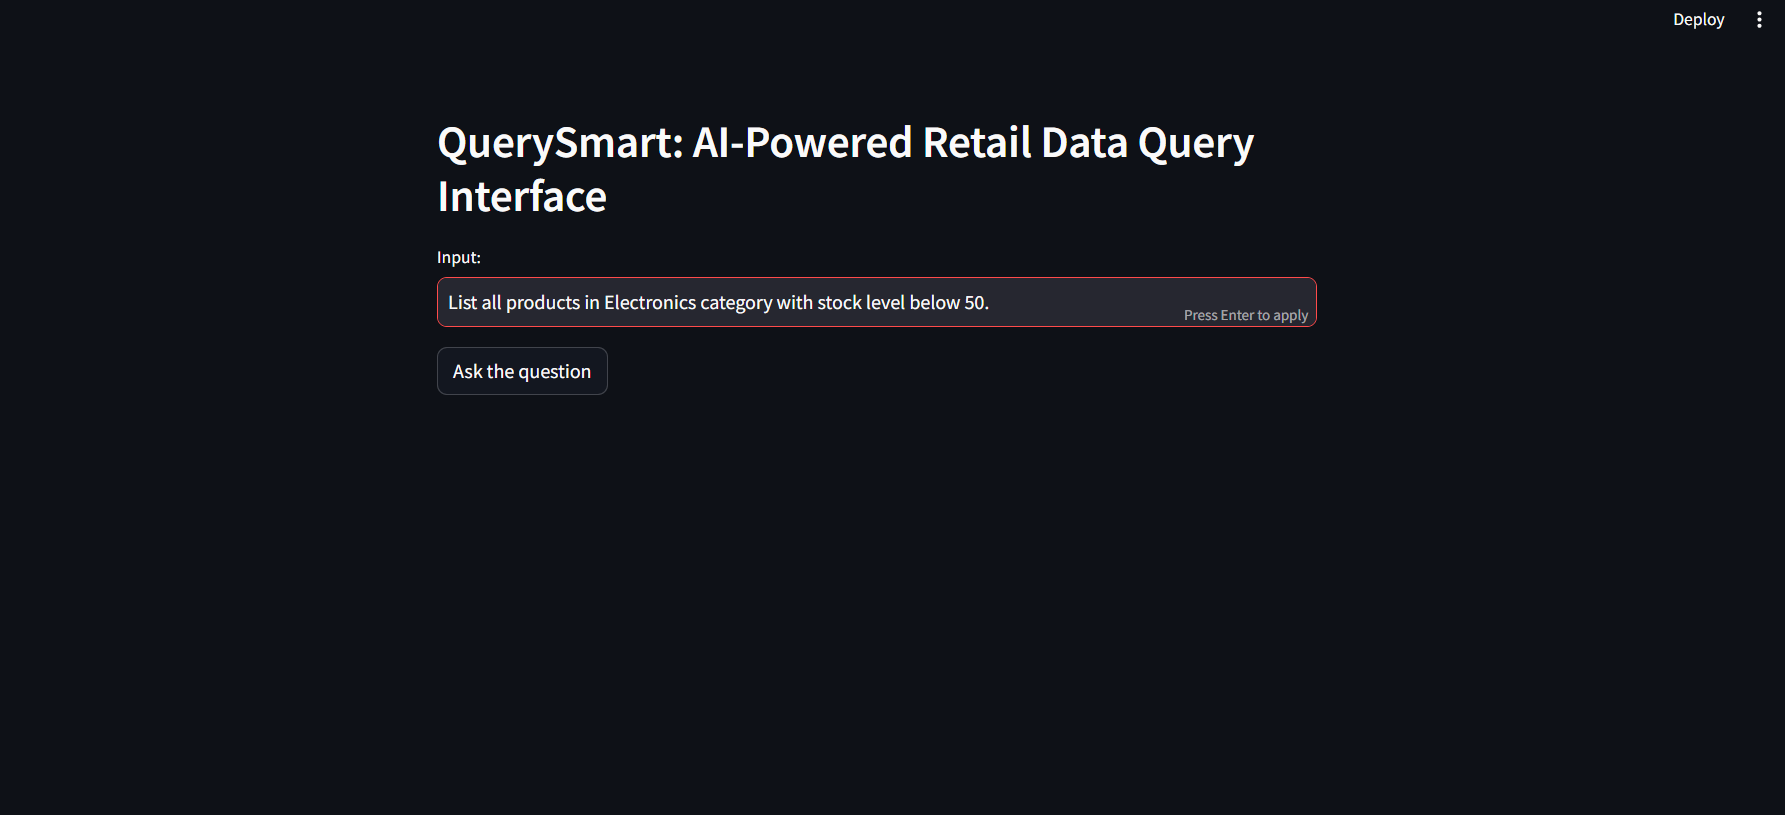 Deploy
QuerySmart: AI-Powered Retail Data Query
Interface
Input:
List all products in Electronics category with stock level below 50.
Press Enter to apply
Ask the question